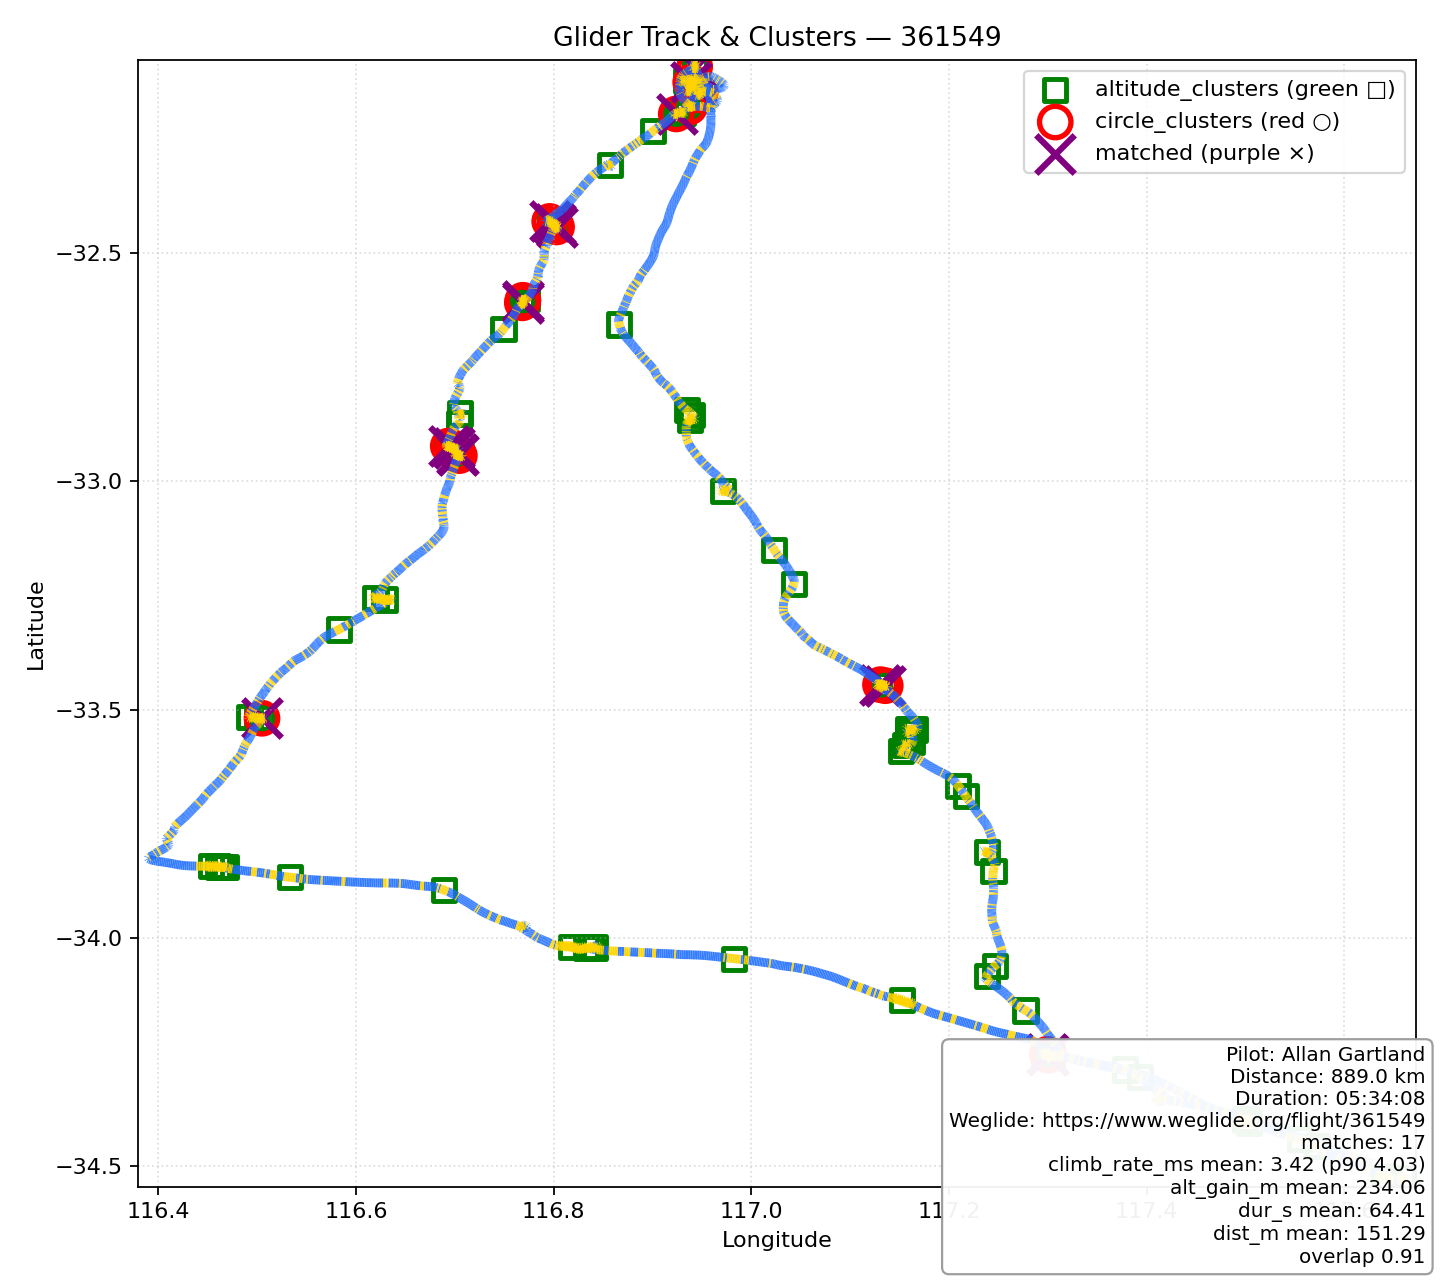 Glider Track & Clusters — 361549
altitude_clusters (green □)
circle_clusters (red ○)
matched (purple ×)
−32.5
−33.0
−33.5
−34.0
−34.5
Latitude
116.4
116.6
116.8
117.0
117.2
117.4
Longitude
Pilot: Allan Gartland
Distance: 889.0 km
Duration: 05:34:08
Weglide: https://www.weglide.org/flight/361549
matches: 17
climb_rate_ms mean: 3.42 (p90 4.03)
alt_gain_m mean: 234.06
dur_s mean: 64.41
dist_m mean: 151.29
overlap 0.91